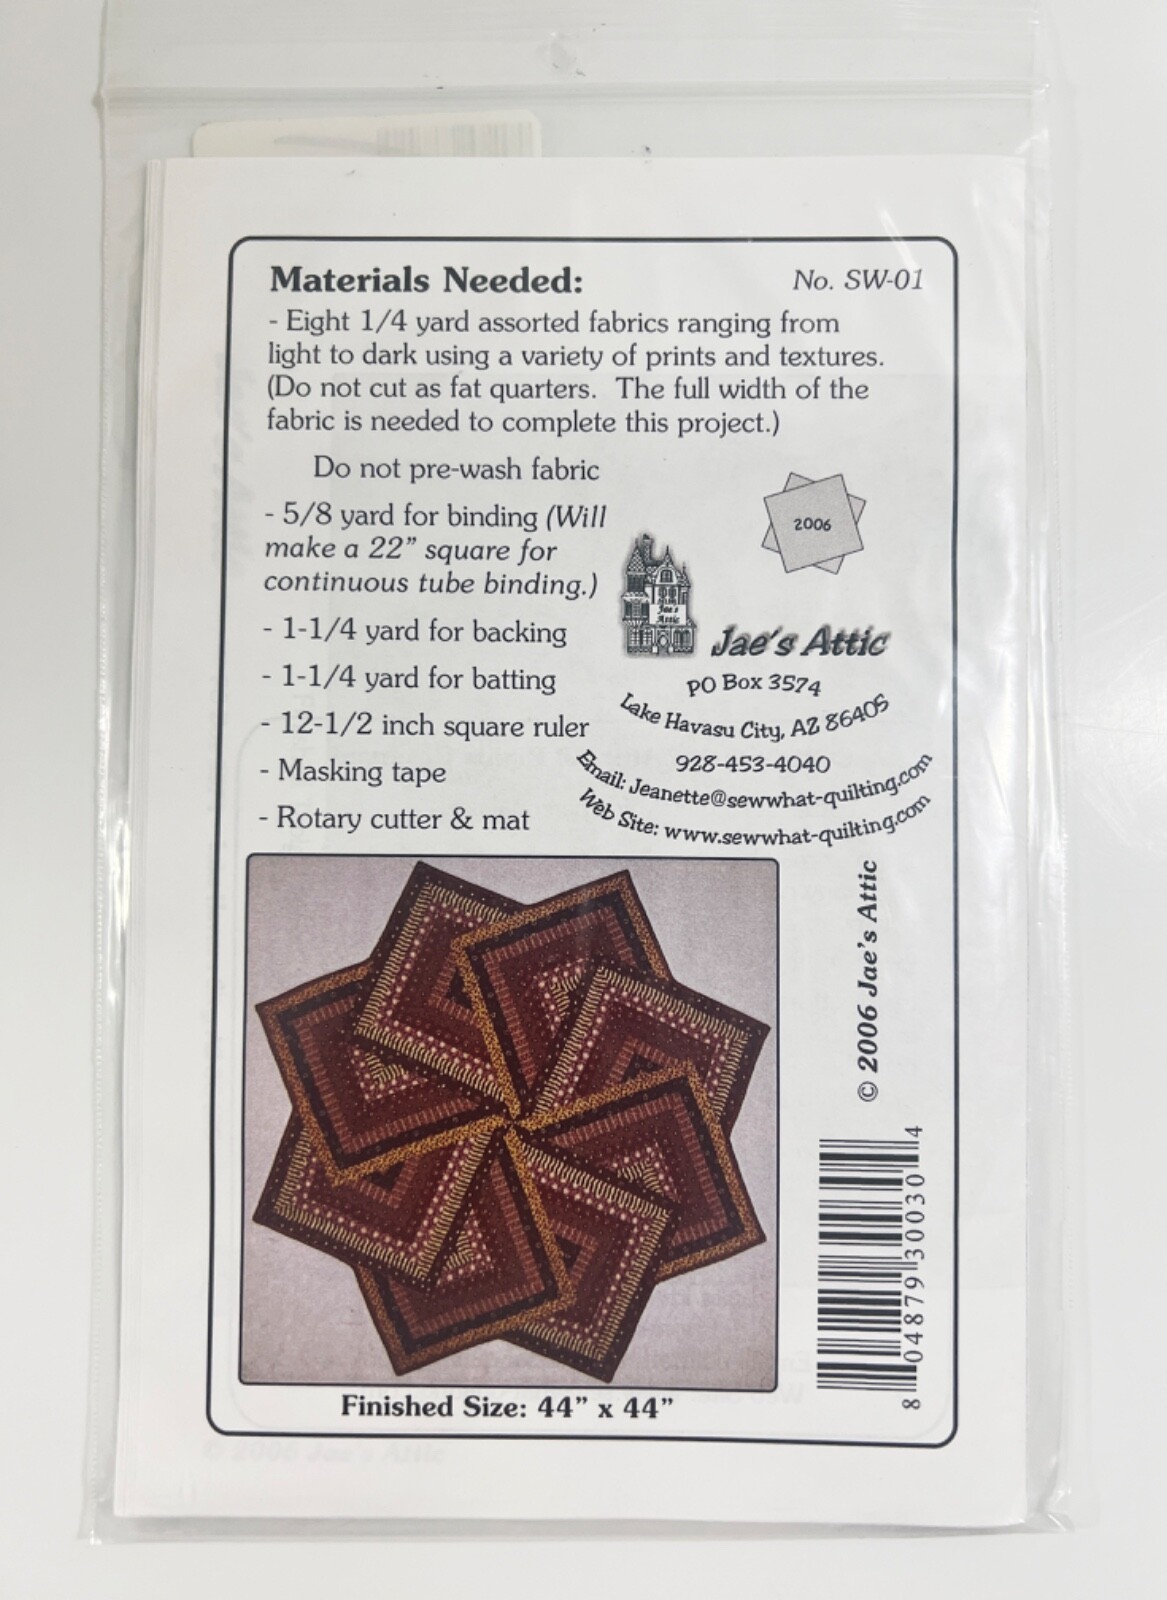 Materials Needed:
No. SW-01
- Eight 1/4 yard assorted fabrics ranging from
light to dark using a variety of prints and textures.
(Do not cut as fat quarters.  The full width of the
fabric is needed to complete this project.)
Do not pre-wash fabric
- 5/8 yard for binding (Will
make a 22” square for
continuous tube binding.)
- 1-1/4 yard for backing
- 1-1/4 yard for batting
- 12-1/2 inch square ruler
- Masking tape
- Rotary cutter & mat
2006
Jae's
Attic
Jae's Attic
PO Box 3574
Lake Havasu City, AZ 86405
928-453-4040
Email: Jeanette@sewwhat-quilting.com
Web Site: www.sewwhat-quilting.com
© 2006 Jae's Attic
8 04879 30030 4
Finished Size: 44” x 44”
© 2006 Jae's Attic